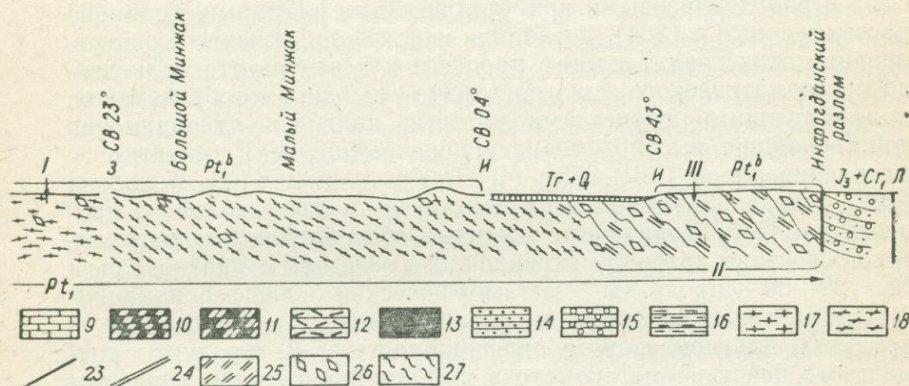 СВ 23°
Большой Минжак
Малый Минжак
СВ 04°
СВ 43°
Икарогданский разлом
I З Pt₁ᵇ И Tr+Q И III Pt₁ᵇ J₃+Cr₁ Л
II
Pt₁
9 10 11 12 13 14 15 16 17 18
23 24 25 26 27